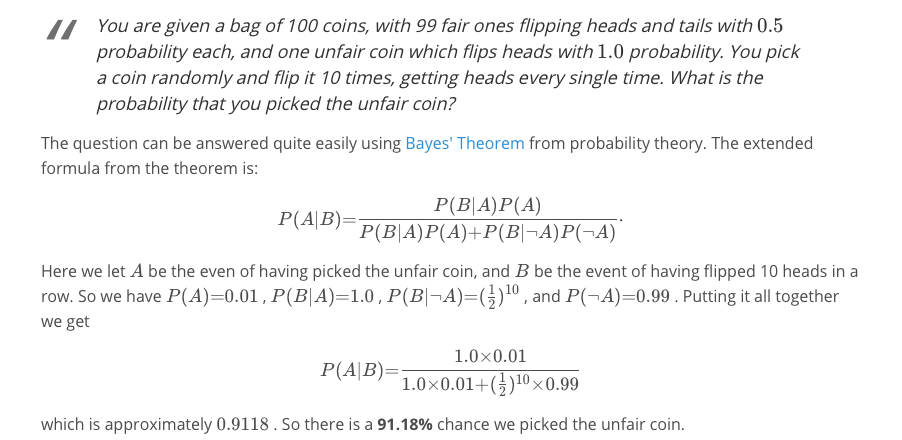 “ You are given a bag of 100 coins, with 99 fair ones flipping heads and tails with 0.5
probability each, and one unfair coin which flips heads with 1.0 probability. You pick
a coin randomly and flip it 10 times, getting heads every single time. What is the
probability that you picked the unfair coin?
The question can be answered quite easily using Bayes' Theorem from probability theory. The extended
formula from the theorem is:
P(A|B)=\frac{P(B|A)P(A)}{P(B|A)P(A)+P(B|¬A)P(¬A)}.
Here we let A be the even of having picked the unfair coin, and B be the event of having flipped 10 heads in a
row. So we have P(A)=0.01 , P(B|A)=1.0 , P(B|¬A)=(\frac{1}{2})^{10} , and P(¬A)=0.99 . Putting it all together
we get
P(A|B)=\frac{1.0×0.01}{1.0×0.01+(\frac{1}{2})^{10}×0.99}
which is approximately 0.9118 . So there is a 91.18% chance we picked the unfair coin.